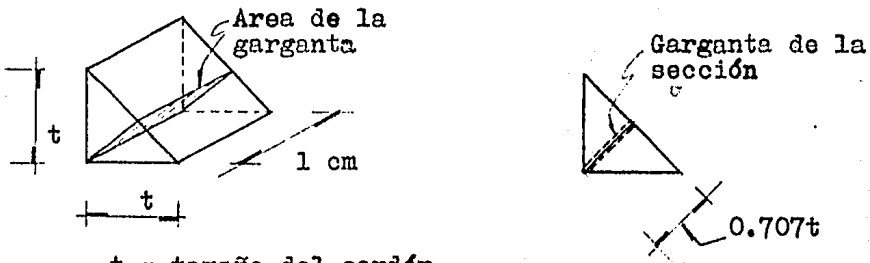 Area de la
garganta
Garganta de la
sección
t
1 cm
t
0.707t
t = tamaño del cordón